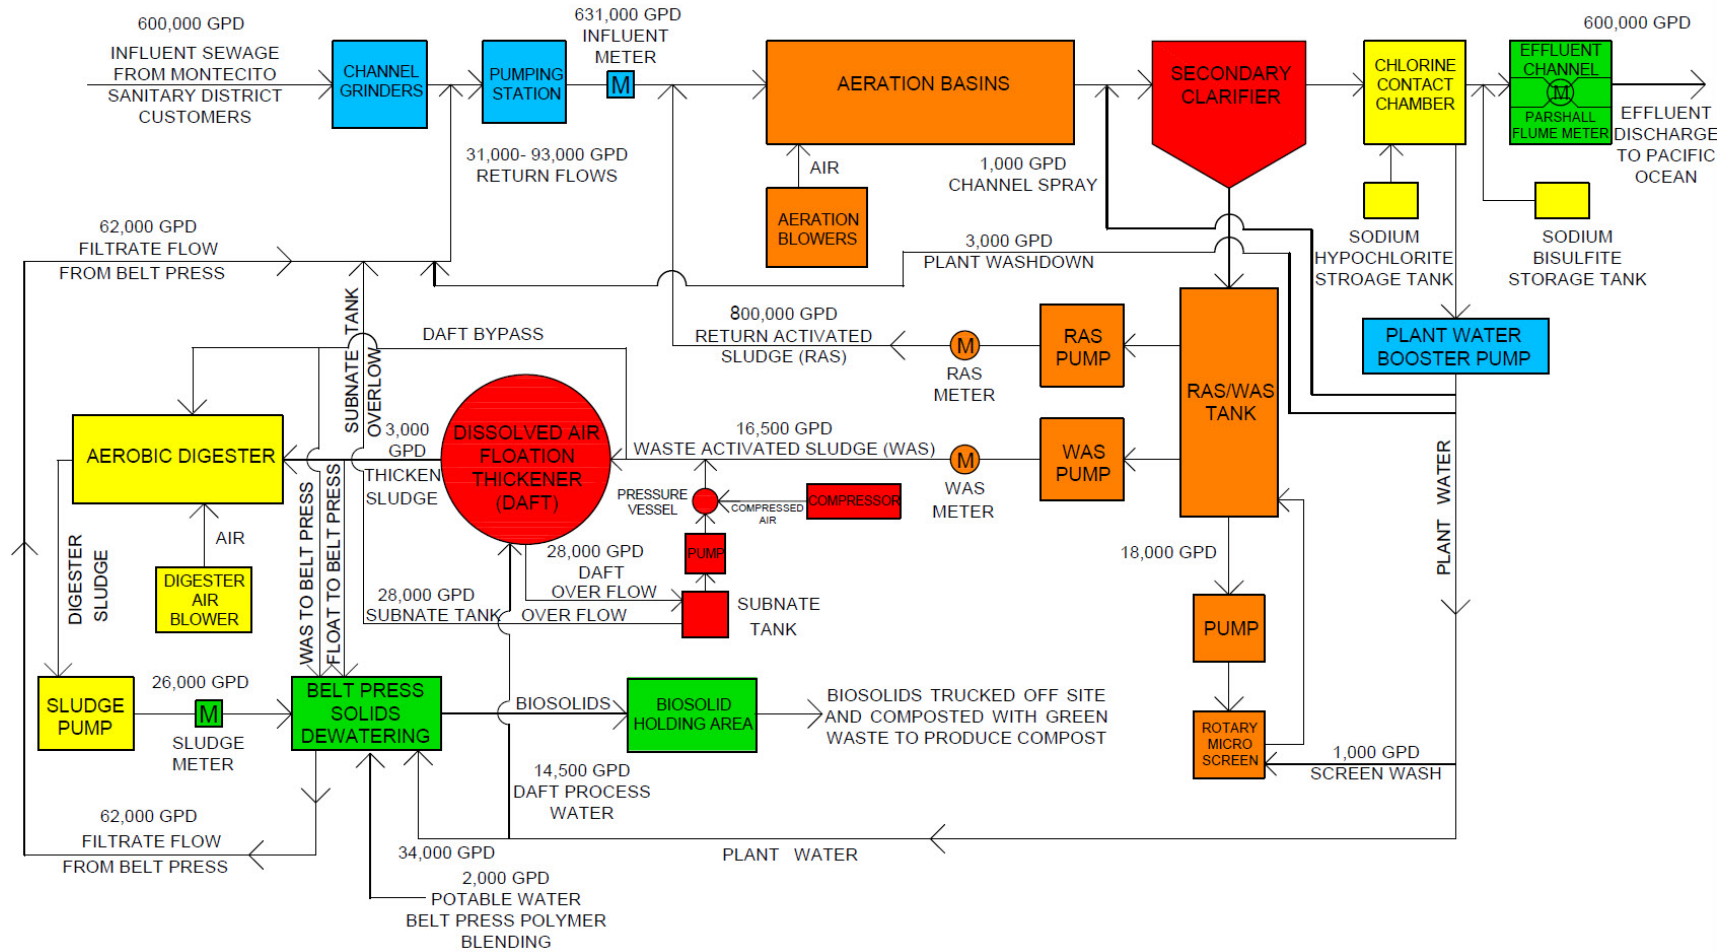 600,000 GPD
INFLUENT SEWAGE
FROM MONTECITO
SANITARY DISTRICT
CUSTOMERS
CHANNEL
GRINDERS
PUMPING
STATION
631,000 GPD
INFLUENT
METER
M
31,000- 93,000 GPD
RETURN FLOWS
AERATION BASINS
AIR
AERATION
BLOWERS
1,000 GPD
CHANNEL SPRAY
SECONDARY
CLARIFIER
CHLORINE
CONTACT
CHAMBER
EFFLUENT
CHANNEL
M
PARSHALL
FLUME METER
600,000 GPD
EFFLUENT
DISCHARGE
TO PACIFIC
OCEAN
SODIUM
HYPOCHLORITE
STROAGE TANK
SODIUM
BISULFITE
STORAGE TANK
62,000 GPD
FILTRATE FLOW
FROM BELT PRESS
3,000 GPD
PLANT WASHDOWN
SUBNATE TANK
OVERLOW
DAFT BYPASS
800,000 GPD
RETURN ACTIVATED
SLUDGE (RAS)
M
RAS
METER
RAS
PUMP
RAS/WAS
TANK
PLANT WATER
BOOSTER PUMP
AEROBIC DIGESTER
3,000
GPD
THICKEN
SLUDGE
DISSOLVED AIR
FLOATION
THICKENER
(DAFT)
16,500 GPD
WASTE ACTIVATED SLUDGE (WAS)
M
WAS
METER
WAS
PUMP
PRESSURE
VESSEL
COMPRESSED
AIR
COMPRESSOR
PUMP
PLANT WATER
AIR
DIGESTER
AIR
BLOWER
DIGESTER
SLUDGE
WAS TO BELT PRESS
FLOAT TO BELT PRESS
28,000 GPD
DAFT
OVER FLOW
28,000 GPD
SUBNATE TANK OVER FLOW
SUBNATE
TANK
18,000 GPD
PUMP
ROTARY
MICRO
SCREEN
1,000 GPD
SCREEN WASH
SLUDGE
PUMP
26,000 GPD
M
SLUDGE
METER
BELT PRESS
SOLIDS
DEWATERING
BIOSOLIDS
BIOSOLID
HOLDING AREA
BIOSOLIDS TRUCKED OFF SITE
AND COMPOSTED WITH GREEN
WASTE TO PRODUCE COMPOST
14,500 GPD
DAFT PROCESS
WATER
62,000 GPD
FILTRATE FLOW
FROM BELT PRESS
34,000 GPD
PLANT WATER
2,000 GPD
POTABLE WATER
BELT PRESS POLYMER
BLENDING